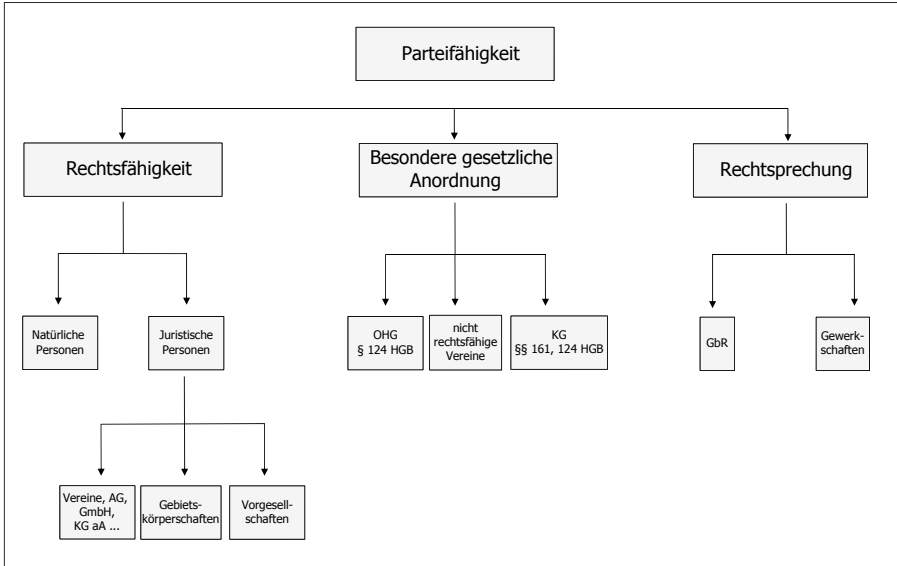 Parteifähigkeit
Rechtsfähigkeit
Besondere gesetzliche
Anordnung
Rechtsprechung
Natürliche
Personen
Juristische
Personen
OHG
§ 124 HGB
nicht
rechtsfähige
Vereine
KG
§§ 161, 124 HGB
GbR
Gewerk-
schaften
Vereine, AG,
GmbH,
KG aA ...
Gebiets-
körperschaften
Vorgesell-
schaften